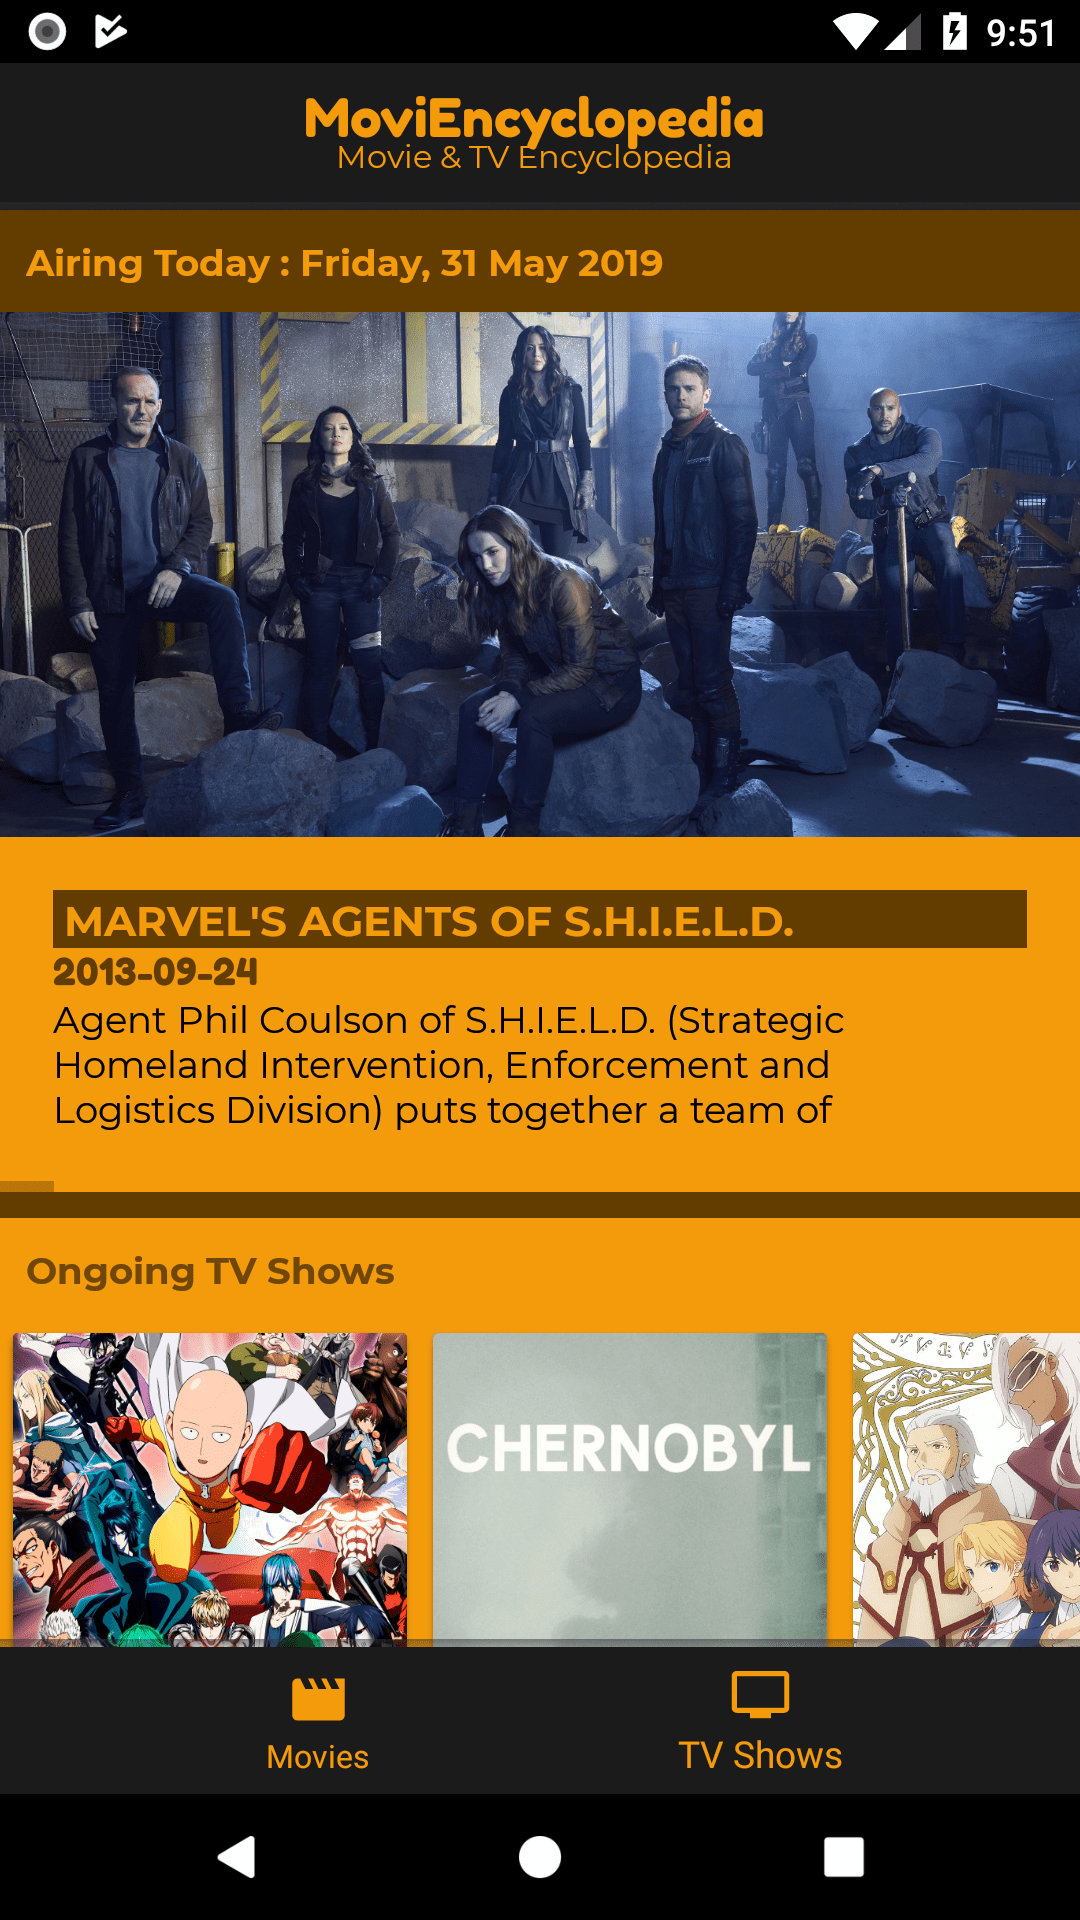 9:51
MoviEncyclopedia
Movie & TV Encyclopedia
Airing Today : Friday, 31 May 2019
MARVEL'S AGENTS OF S.H.I.E.L.D.
2013-09-24
Agent Phil Coulson of S.H.I.E.L.D. (Strategic
Homeland Intervention, Enforcement and
Logistics Division) puts together a team of
Ongoing TV Shows
CHERNOBYL
Movies
TV Shows